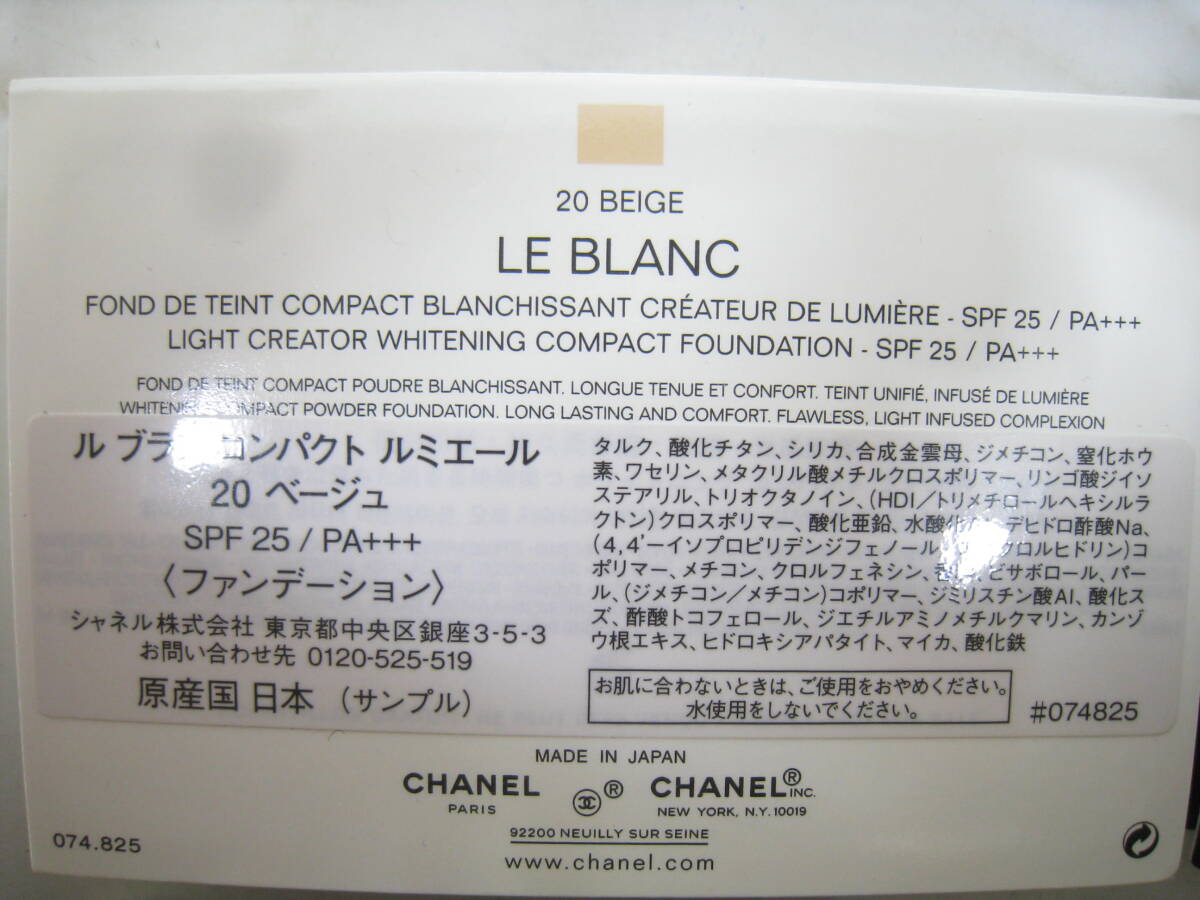 20 BEIGE
LE BLANC
FOND DE TEINT COMPACT BLANCHISSANT CRÉATEUR DE LUMIÈRE - SPF 25 / PA+++
LIGHT CREATOR WHITENING COMPACT FOUNDATION - SPF 25 / PA+++
FOND DE TEINT COMPACT POUDRE BLANCHISSANT. LONGUE TENUE ET CONFORT. TEINT UNIFIÉ, INFUSÉ DE LUMIÈRE
WHITENING COMPACT POWDER FOUNDATION. LONG LASTING AND COMFORT. FLAWLESS, LIGHT INFUSED COMPLEXION
ル ブラン コンパクト ルミエール
20 ベージュ
SPF 25 / PA+++
〈ファンデーション〉
シャネル株式会社 東京都中央区銀座3-5-3
お問い合わせ先 0120-525-519
原産国 日本 (サンプル)
タルク、酸化チタン、シリカ、合成金雲母、ジメチコン、窒化ホウ
素、ワセリン、メタクリル酸メチルクロスポリマー、リンゴ酸ジイソ
ステアリル、トリオクタノイン、(HDI/トリメチロールヘキシルラ
クトン)クロスポリマー、酸化亜鉛、デヒドロ酢酸Na、
(4,4'-イソプロピリデンジフェノール クロルヒドリン)コ
ポリマー、メチコン、クロルフェネシン、ビサボロール、パー
ル、(ジメチコン/メチコン)コポリマー、ジミリスチン酸Al、酸化ス
ズ、酢酸トコフェロール、ジエチルアミノメチルクマリン、カンゾ
ウ根エキス、ヒドロキシアパタイト、マイカ、酸化鉄
お肌に合わないときは、ご使用をおやめください。
水使用をしないでください。
#074825
MADE IN JAPAN
CHANEL ® CHANEL®
INC.
PARIS NEW YORK, N.Y. 10019
92200 NEUILLY SUR SEINE
www.chanel.com
074.825